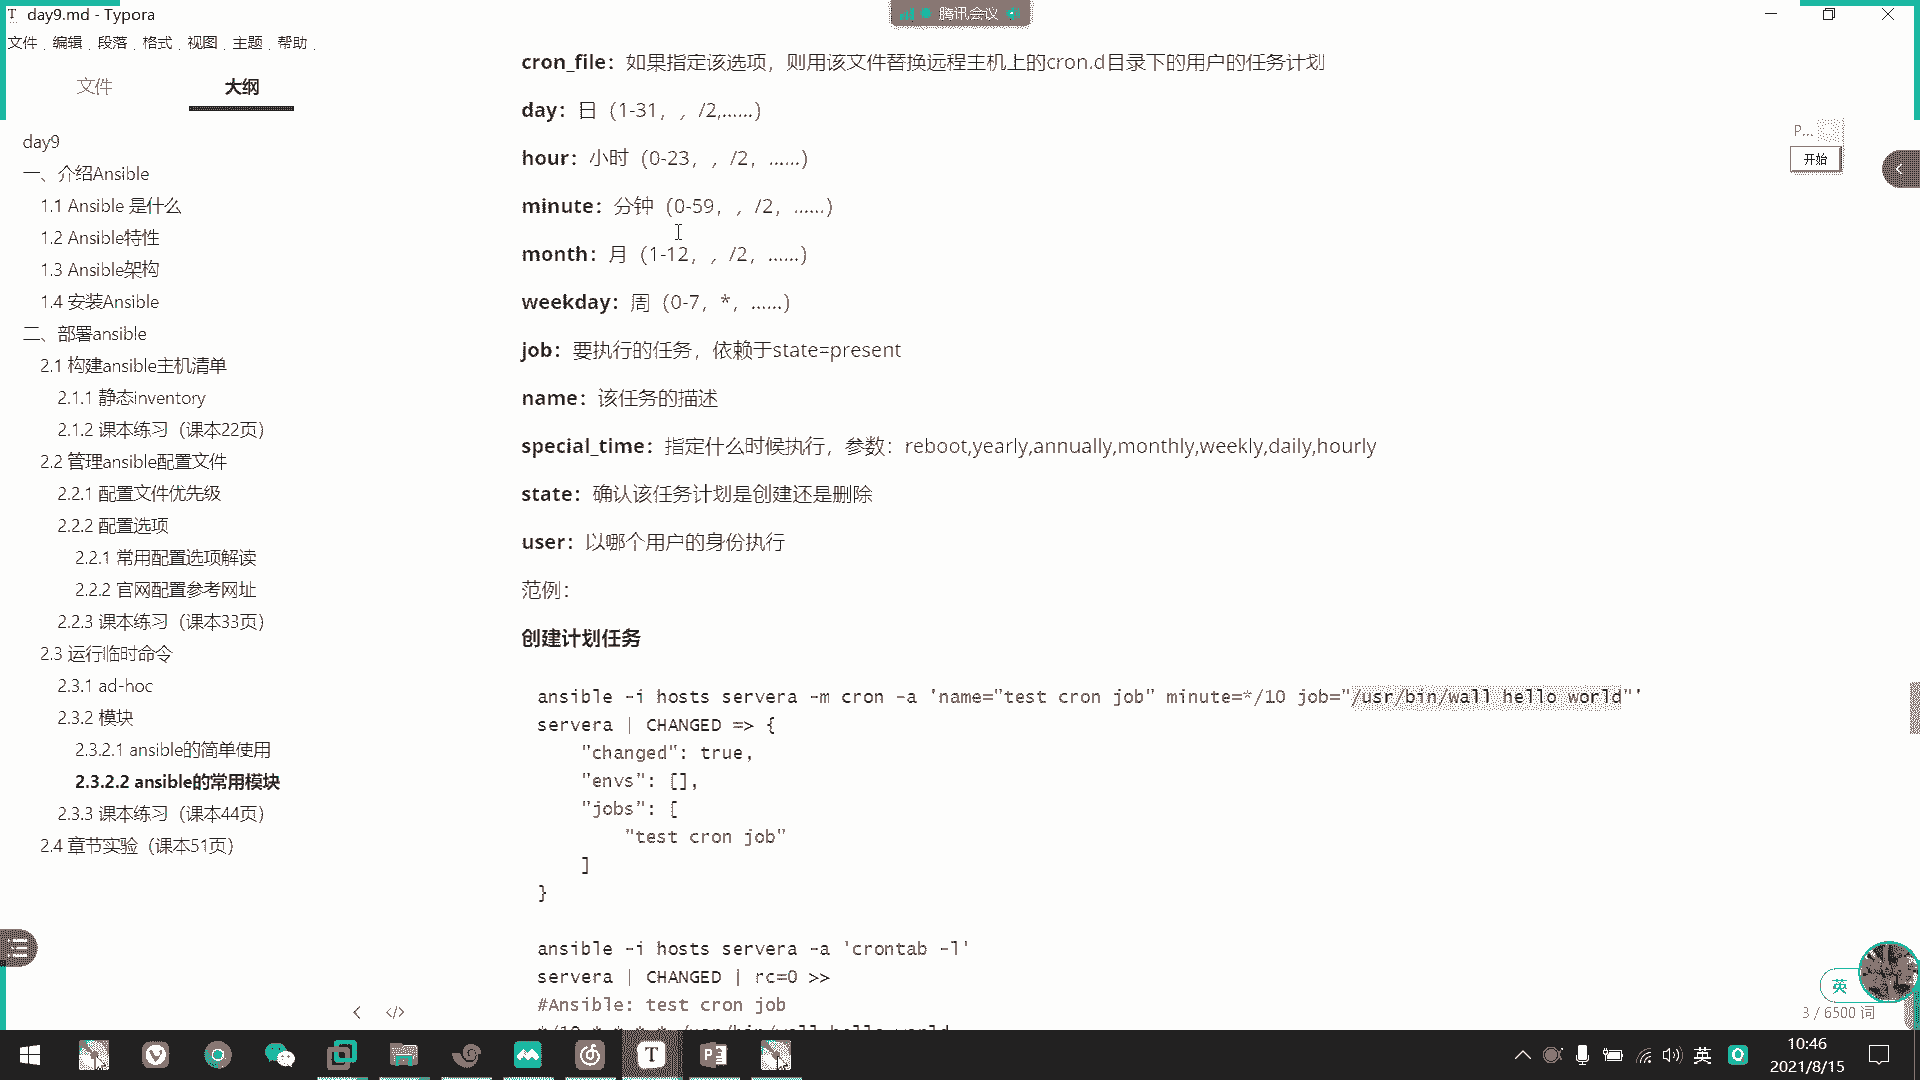 day9.md - Typora
腾讯会议
文件 编辑 段落 格式 视图 主题 帮助
文件 大纲
day9
一、介绍Ansible
1.1 Ansible 是什么
1.2 Ansible特性
1.3 Ansible架构
1.4 安装Ansible
二、部署ansible
2.1 构建ansible主机清单
2.1.1 静态inventory
2.1.2 课本练习（课本22页）
2.2 管理ansible配置文件
2.2.1 配置文件优先级
2.2.2 配置选项
2.2.1 常用配置选项解读
2.2.2 官网配置参考网址
2.2.3 课本练习（课本33页）
2.3 运行临时命令
2.3.1 ad-hoc
2.3.2 模块
2.3.2.1 ansible的简单使用
2.3.2.2 ansible的常用模块
2.3.3 课本练习（课本44页）
2.4 章节实验（课本51页）
cron_file：如果指定该选项，则用该文件替换远程主机上的cron.d目录下的用户的任务计划
day：日（1-31，，/2,……）
hour：小时（0-23，，/2，……）
minute：分钟（0-59，，/2，……）
month：月（1-12，，/2，……）
weekday：周（0-7，*，……）
job：要执行的任务，依赖于state=present
name：该任务的描述
special_time：指定什么时候执行，参数：reboot,yearly,annually,monthly,weekly,daily,hourly
state：确认该任务计划是创建还是删除
user：以哪个用户的身份执行
范例：
创建计划任务
ansible -i hosts servera -m cron -a 'name="test cron job" minute=*/10 job="/usr/bin/wall hello world"'
servera | CHANGED => {
"changed": true,
"envs": [],
"jobs": [
"test cron job"
]
}
ansible -i hosts servera -a 'crontab -l'
servera | CHANGED | rc=0 >>
#Ansible: test cron job
*/10 * * * * /usr/bin/wall hello world
P...
开始
英
3 / 6500 词
英
10:46
2021/8/15